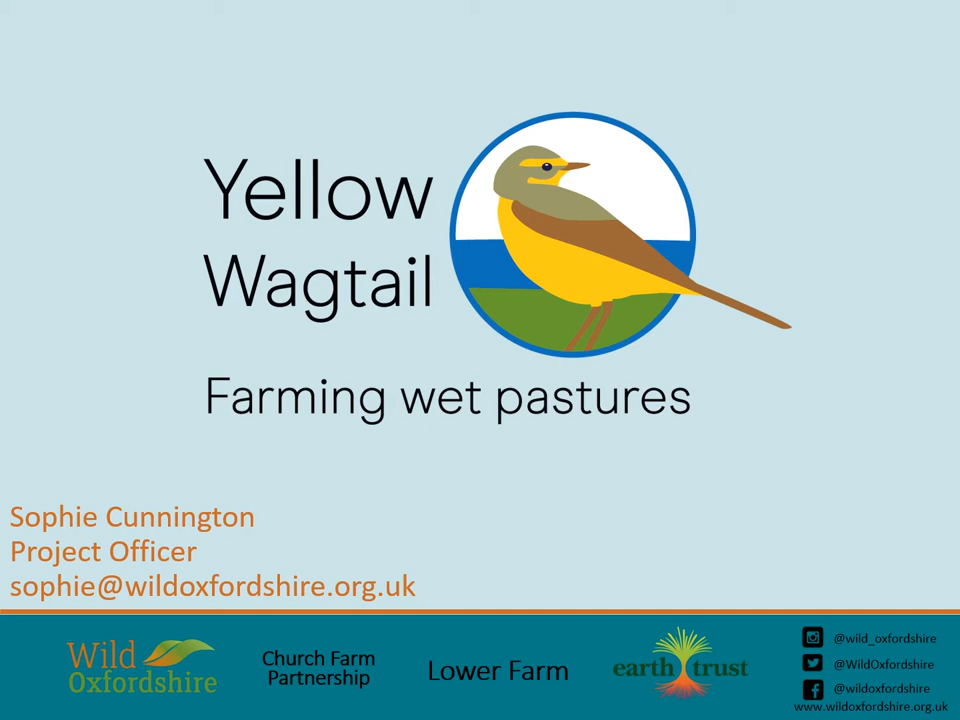 Yellow
Wagtail
Farming wet pastures
Sophie Cunnington
Project Officer
sophie@wildoxfordshire.org.uk
Wild
Oxfordshire
Church Farm
Partnership
Lower Farm
earth trust
@wild_oxfordshire
@WildOxfordshire
@wildoxfordshire
www.wildoxfordshire.org.uk